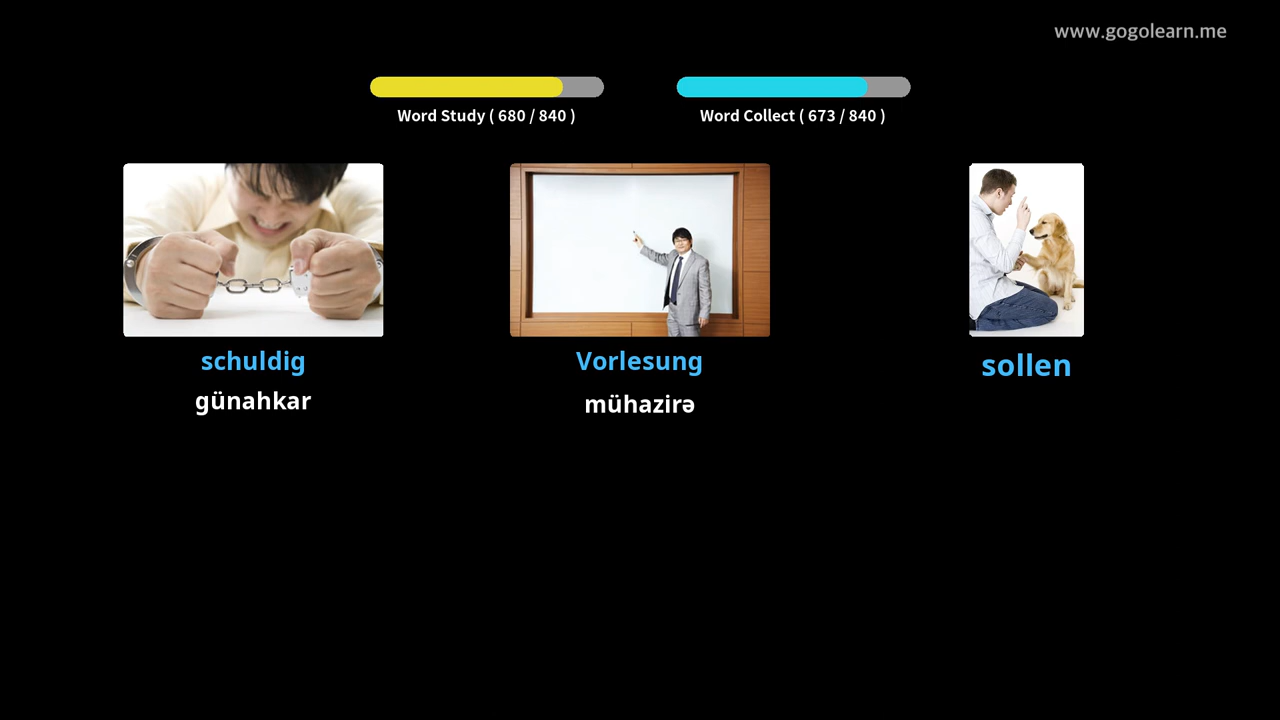 www.gogolearn.me
Word Study ( 680 / 840 )
Word Collect ( 673 / 840 )
schuldig
günahkar
Vorlesung
mühazirə
sollen